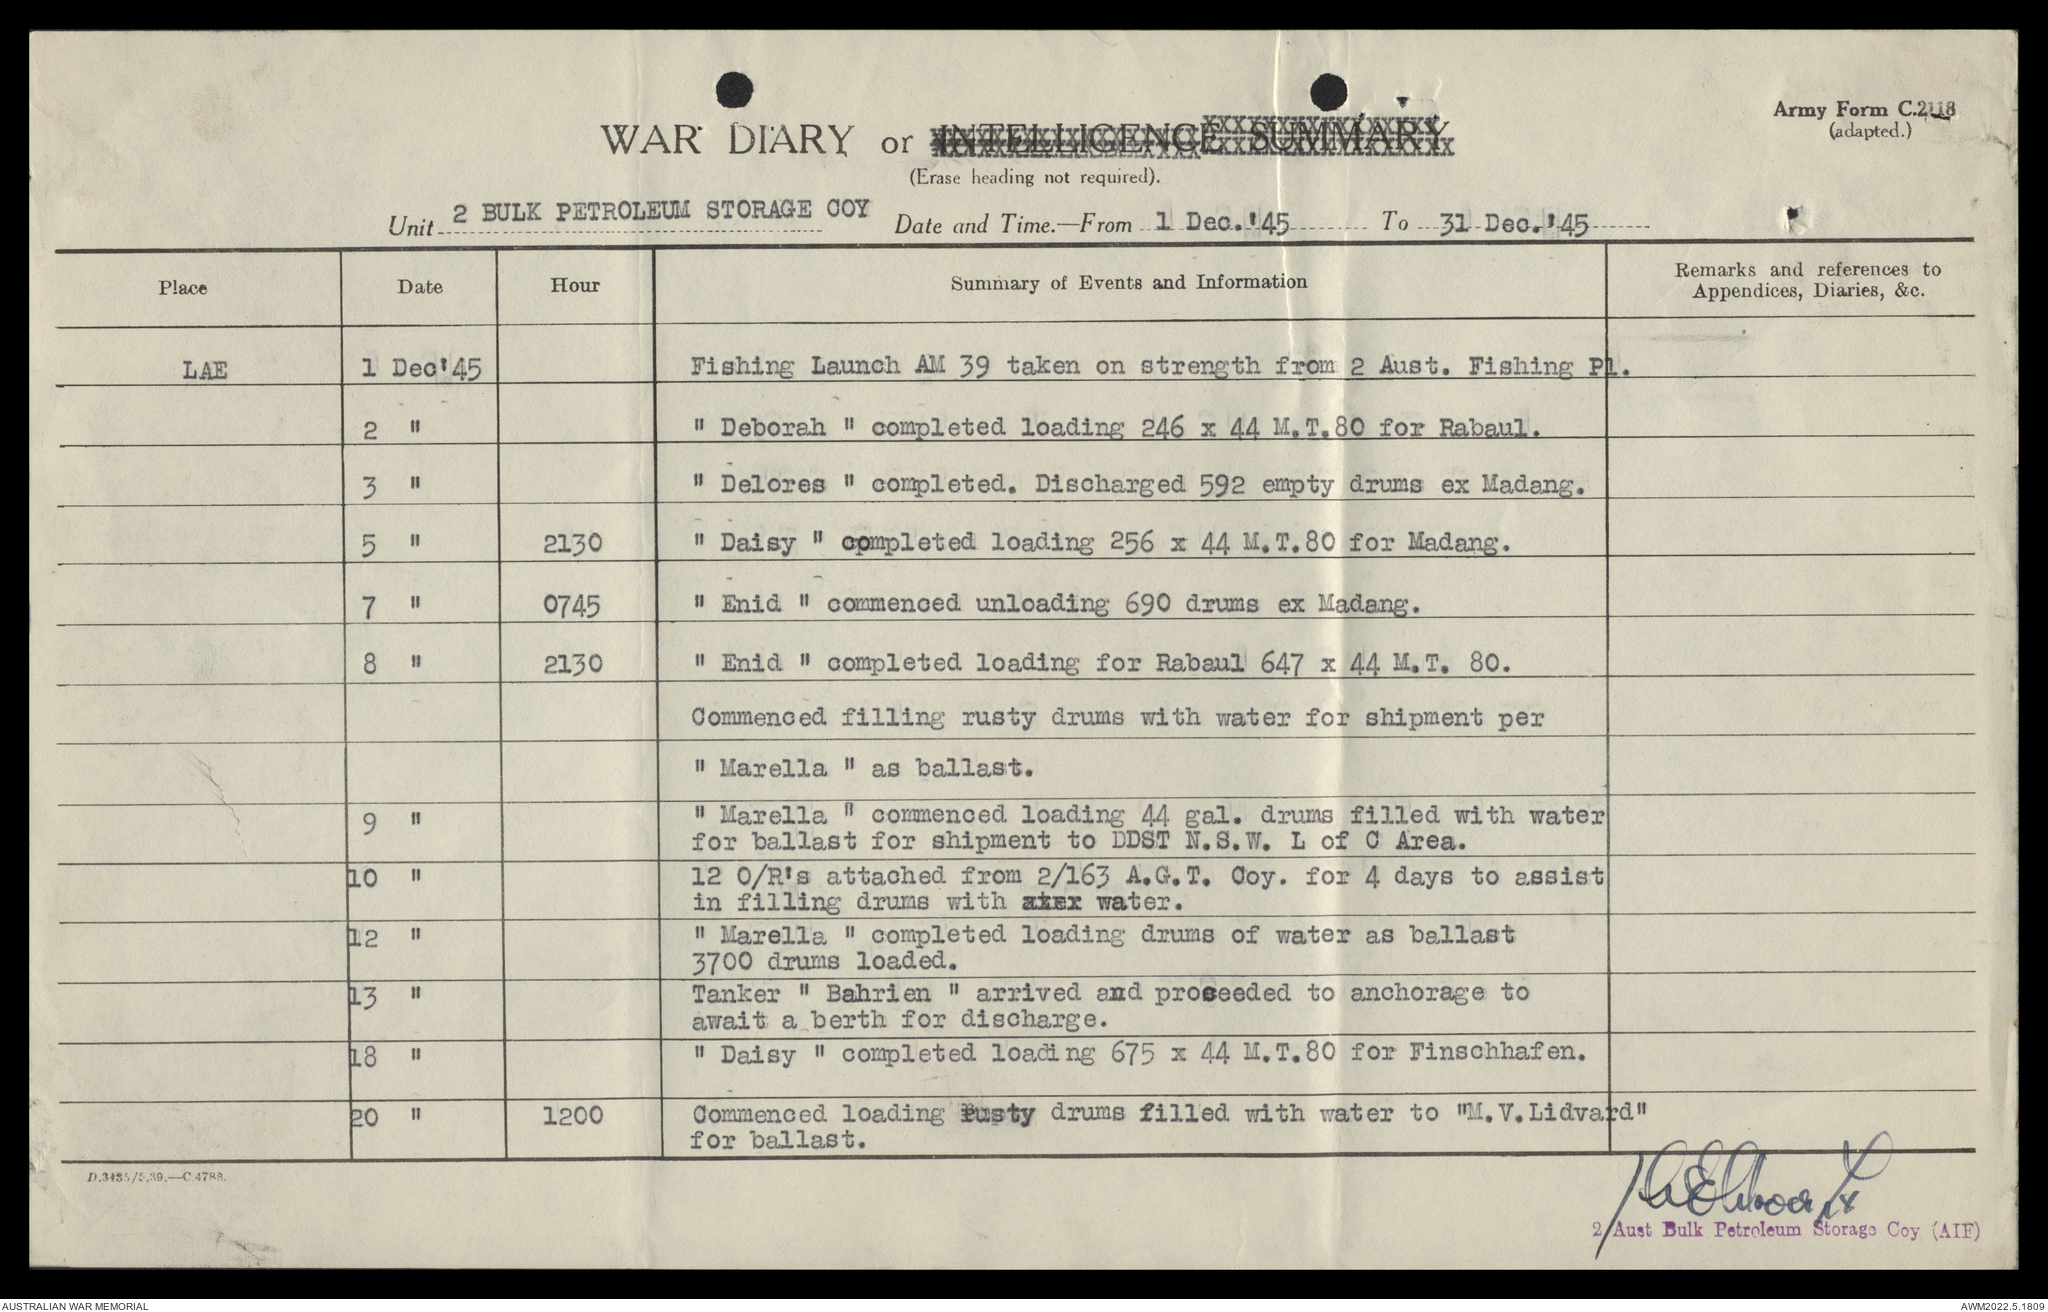 Army Form C.2118
(adapted.)
WAR DIARY or INTELLIGENCE SUMMARY
(Erase heading not required).
Unit 2 BULK PETROLEUM STORAGE COY Date and Time.—From 1 Dec.'45 To 31 Dec.'45
Place Date Hour Summary of Events and Information Remarks and references to
Appendices, Diaries, &c.
LAE 1 Dec'45 Fishing Launch AM 39 taken on strength from 2 Aust. Fishing Pl.
2 " " Deborah " completed loading 246 x 44 M.T.80 for Rabaul.
3 " " Delores " completed. Discharged 592 empty drums ex Madang.
5 " 2130 " Daisy " completed loading 256 x 44 M.T.80 for Madang.
7 " 0745 " Enid " commenced unloading 690 drums ex Madang.
8 " 2130 " Enid " completed loading for Rabaul 647 x 44 M.T. 80.
Commenced filling rusty drums with water for shipment per
" Marella " as ballast.
9 " " Marella " commenced loading 44 gal. drums filled with water
for ballast for shipment to DDST N.S.W. L of C Area.
10 " 12 O/R's attached from 2/163 A.G.T. Coy. for 4 days to assist
in filling drums with water.
12 " " Marella " completed loading drums of water as ballast
3700 drums loaded.
13 " Tanker " Bahrien " arrived and proceeded to anchorage to
await a berth for discharge.
18 " " Daisy " completed loading 675 x 44 M.T.80 for Finschhafen.
20 " 1200 Commenced loading rusty drums filled with water to "M.V.Lidvard"
for ballast.
D.3435/5.39.—C.4788.
2 Aust Bulk Petroleum Storage Coy (AIF)
AUSTRALIAN WAR MEMORIAL AWM2022.5.1809